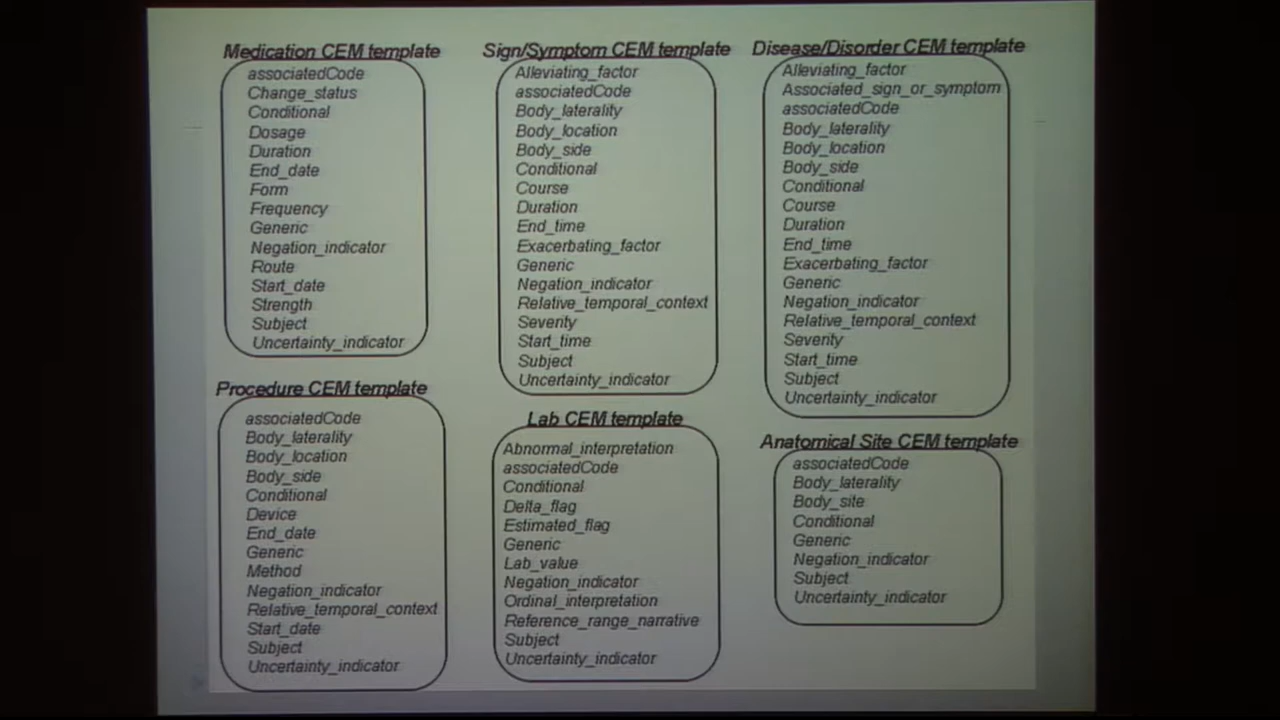 Medication CEM template
associatedCode
Change_status
Conditional
Dosage
Duration
End_date
Form
Frequency
Generic
Negation_indicator
Route
Start_date
Strength
Subject
Uncertainty_indicator
Sign/Symptom CEM template
Alleviating_factor
associatedCode
Body_laterality
Body_location
Body_side
Conditional
Course
Duration
End_time
Exacerbating_factor
Generic
Negation_indicator
Relative_temporal_context
Severity
Start_time
Subject
Uncertainty_indicator
Disease/Disorder CEM template
Alleviating_factor
Associated_sign_or_symptom
associatedCode
Body_laterality
Body_location
Body_side
Conditional
Course
Duration
End_time
Exacerbating_factor
Generic
Negation_indicator
Relative_temporal_context
Severity
Start_time
Subject
Uncertainty_indicator
Procedure CEM template
associatedCode
Body_laterality
Body_location
Body_side
Conditional
Device
End_date
Generic
Method
Negation_indicator
Relative_temporal_context
Start_date
Subject
Uncertainty_indicator
Lab CEM template
Abnormal_interpretation
associatedCode
Conditional
Delta_flag
Estimated_flag
Generic
Lab_value
Negation_indicator
Ordinal_interpretation
Reference_range_narrative
Subject
Uncertainty_indicator
Anatomical Site CEM template
associatedCode
Body_laterality
Body_site
Conditional
Generic
Negation_indicator
Subject
Uncertainty_indicator